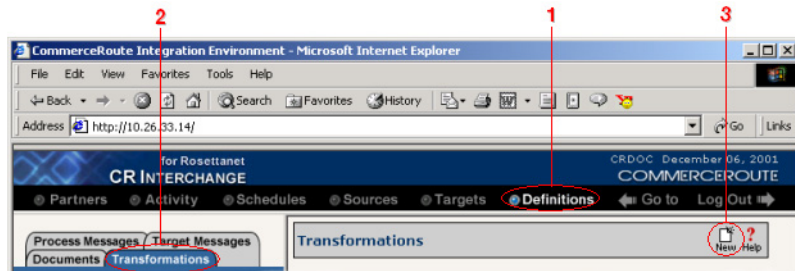 2 1 3
CommerceRoute Integration Environment - Microsoft Internet Explorer
File Edit View Favorites Tools Help
Back Search Favorites History
Address http://10.26.33.14/ Go Links
for Rosettanet CRDOC December 06, 2001
CR INTERCHANGE COMMERCEROUTE
Partners Activity Schedules Sources Targets Definitions Go to Log Out
Process Messages Target Messages
Documents Transformations
Transformations
New ? Help